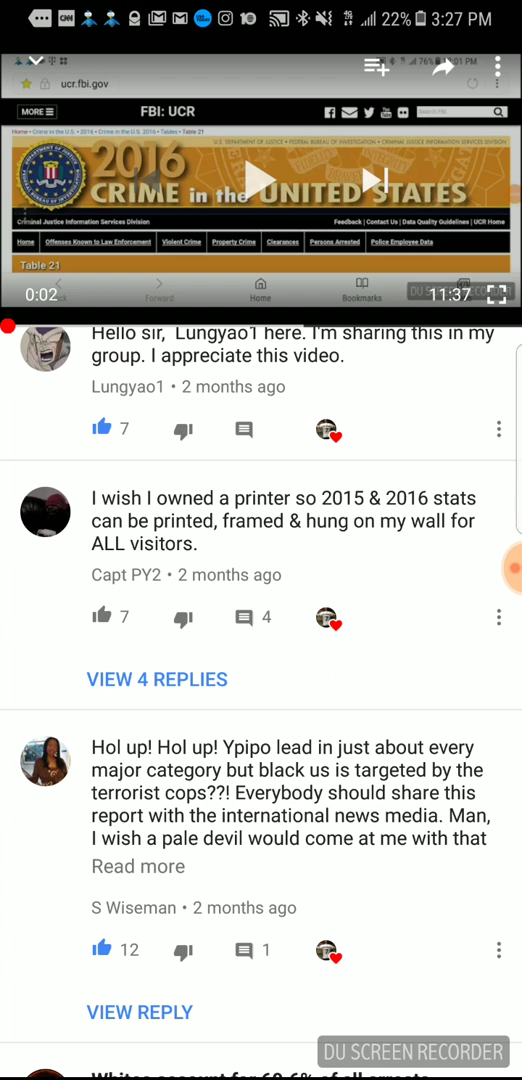 22% 3:27 PM
76% 3:01 PM
ucr.fbi.gov
MORE FBI: UCR Search FBI
Home • Crime in the U.S. • 2016 • Crime in the U.S. 2016 • Tables • Table 21
U.S. DEPARTMENT OF JUSTICE • FEDERAL BUREAU OF INVESTIGATION • CRIMINAL JUSTICE INFORMATION SERVICES DIVISION
2016
CRIME in the UNITED STATES
Criminal Justice Information Services Division Feedback | Contact Us | Data Quality Guidelines | UCR Home
Home Offenses Known to Law Enforcement Violent Crime Property Crime Clearances Persons Arrested Police Employee Data
Table 21
Forward Home Bookmarks
DU SCREEN RECORDER
0:02 11:37
Hello sir, Lungyao1 here. I'm sharing this in my
group. I appreciate this video.
Lungyao1 • 2 months ago
7
I wish I owned a printer so 2015 & 2016 stats
can be printed, framed & hung on my wall for
ALL visitors.
Capt PY2 • 2 months ago
7 4
VIEW 4 REPLIES
Hol up! Hol up! Ypipo lead in just about every
major category but black us is targeted by the
terrorist cops??! Everybody should share this
report with the international news media. Man,
I wish a pale devil would come at me with that
Read more
S Wiseman • 2 months ago
12 1
VIEW REPLY
DU SCREEN RECORDER
Whites account for 69.6% of all arrests